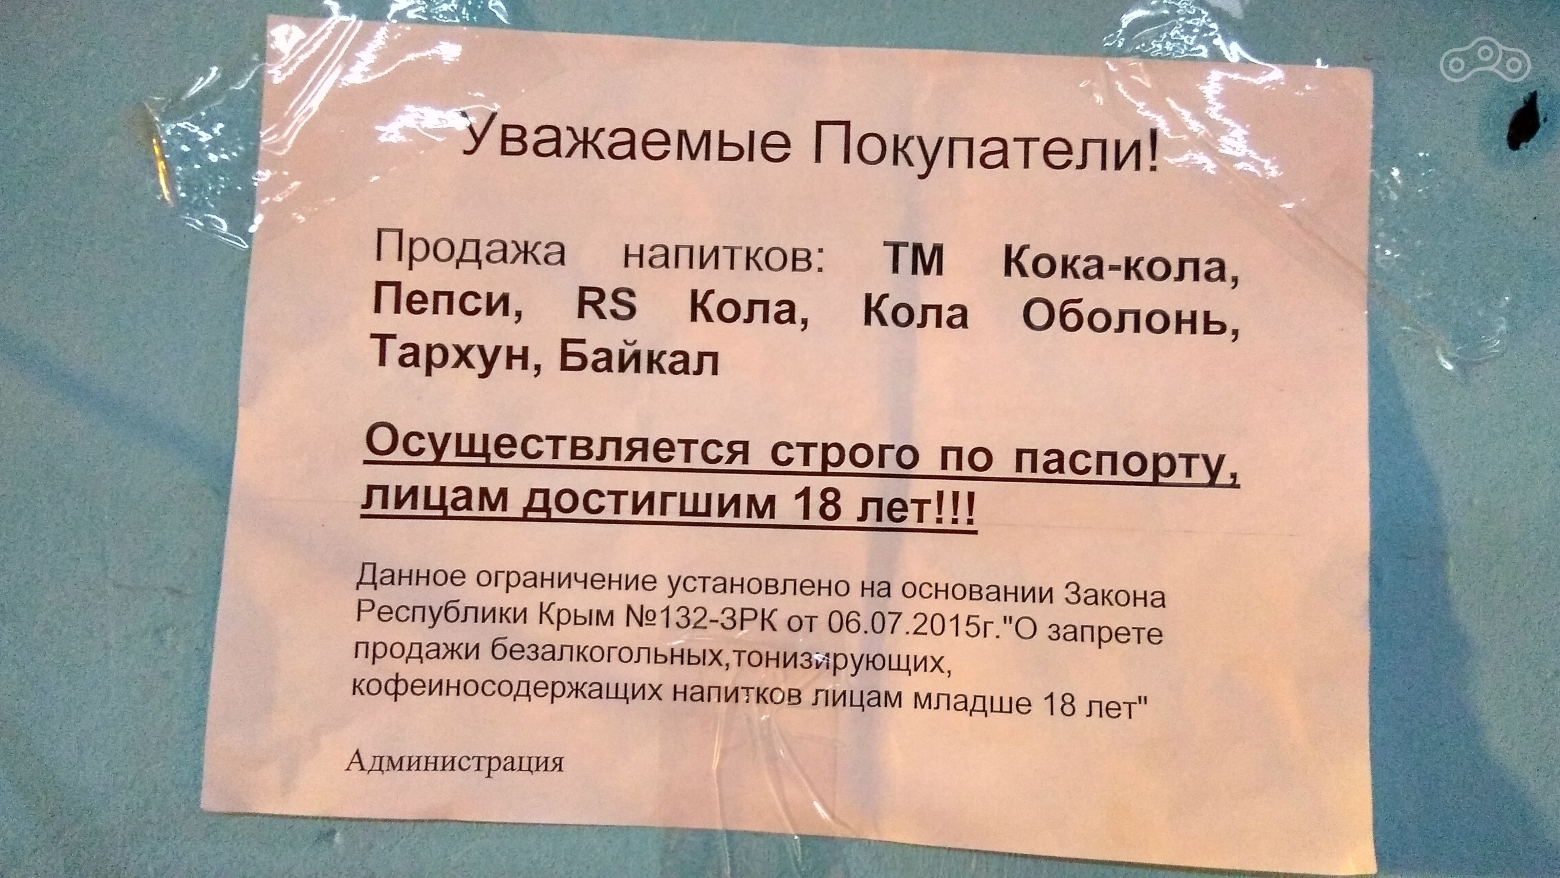 Уважаемые Покупатели!
Продажа напитков: ТМ Кока-кола,
Пепси, RS Кола, Кола Оболонь,
Тархун, Байкал
Осуществляется строго по паспорту,
лицам достигшим 18 лет!!!
Данное ограничение установлено на основании Закона
Республики Крым №132-ЗРК от 06.07.2015г."О запрете
продажи безалкогольных,тонизирующих,
кофеиносодержащих напитков лицам младше 18 лет"
Администрация